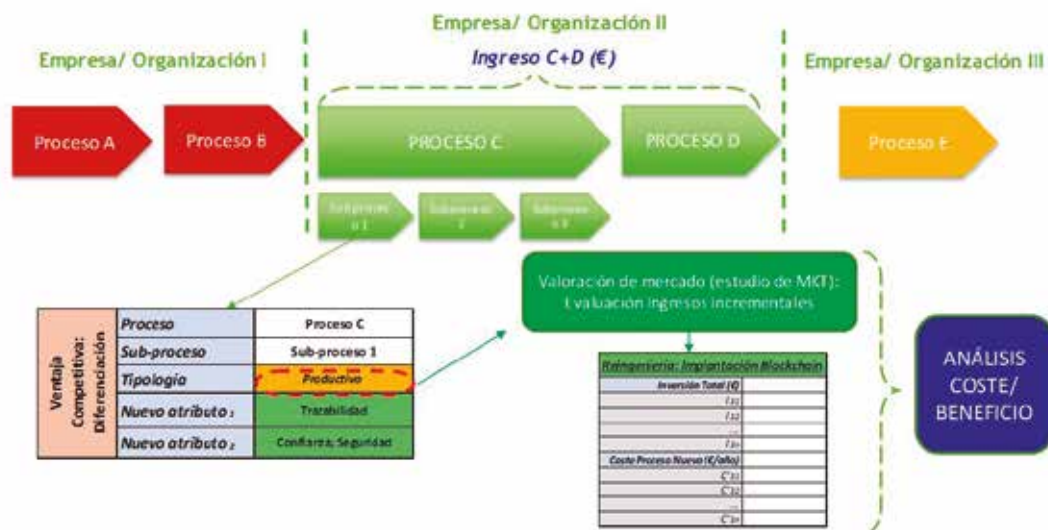 Empresa/ Organización II
Empresa/ Organización I
Ingreso C+D (€)
Empresa/ Organización III
Proceso A
Proceso B
PROCESO C
PROCESO D
Proceso E
Valoración de mercado (estudio de MKT):
Evaluación Ingresos incrementales
Ventaja
Competitiva:
Diferenciación
Proceso
Proceso C
Sub-proceso
Sub-proceso 1
Tipología
Productivo
Nuevo atributo 1
Trazabilidad
Nuevo atributo 2
Confianza; Seguridad
Reingeniería: Implantación Blockchain
Inversión Total (€)
...
Coste Proceso Nuevo (€/año)
...
ANÁLISIS
COSTE/
BENEFICIO